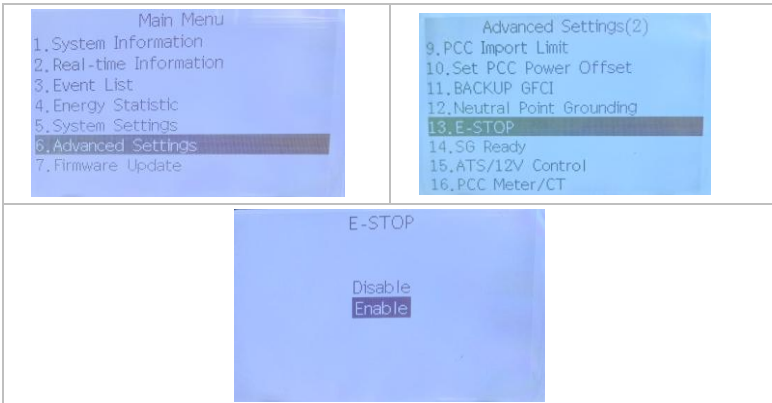 Main Menu
1.System Information
2.Real-time Information
3.Event List
4.Energy Statistic
5.System Settings
6.Advanced Settings
7.Firmware Update
Advanced Settings(2)
9.PCC Import Limit
10.Set PCC Power Offset
11.BACKUP GFCI
12.Neutral Point Grounding
13.E-STOP
14.SG Ready
15.ATS/12V Control
16.PCC Meter/CT
E-STOP
Disable
Enable